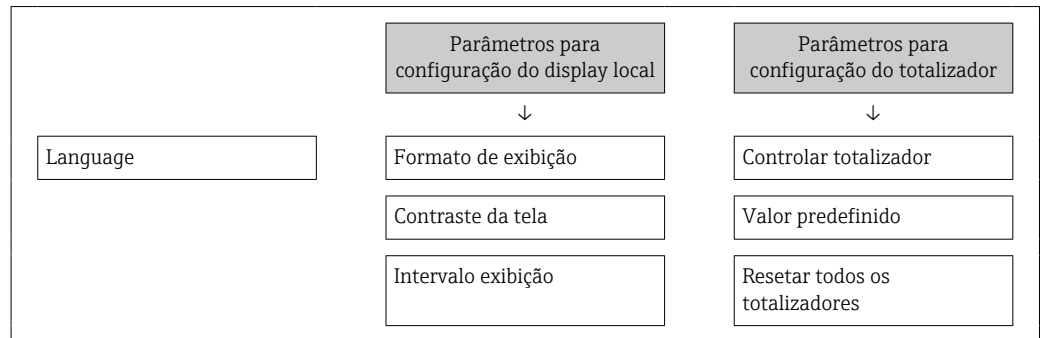 Parâmetros para
configuração do display local
Parâmetros para
configuração do totalizador
↓
↓
Language
Formato de exibição
Controlar totalizador
Contraste da tela
Valor predefinido
Intervalo exibição
Resetar todos os
totalizadores